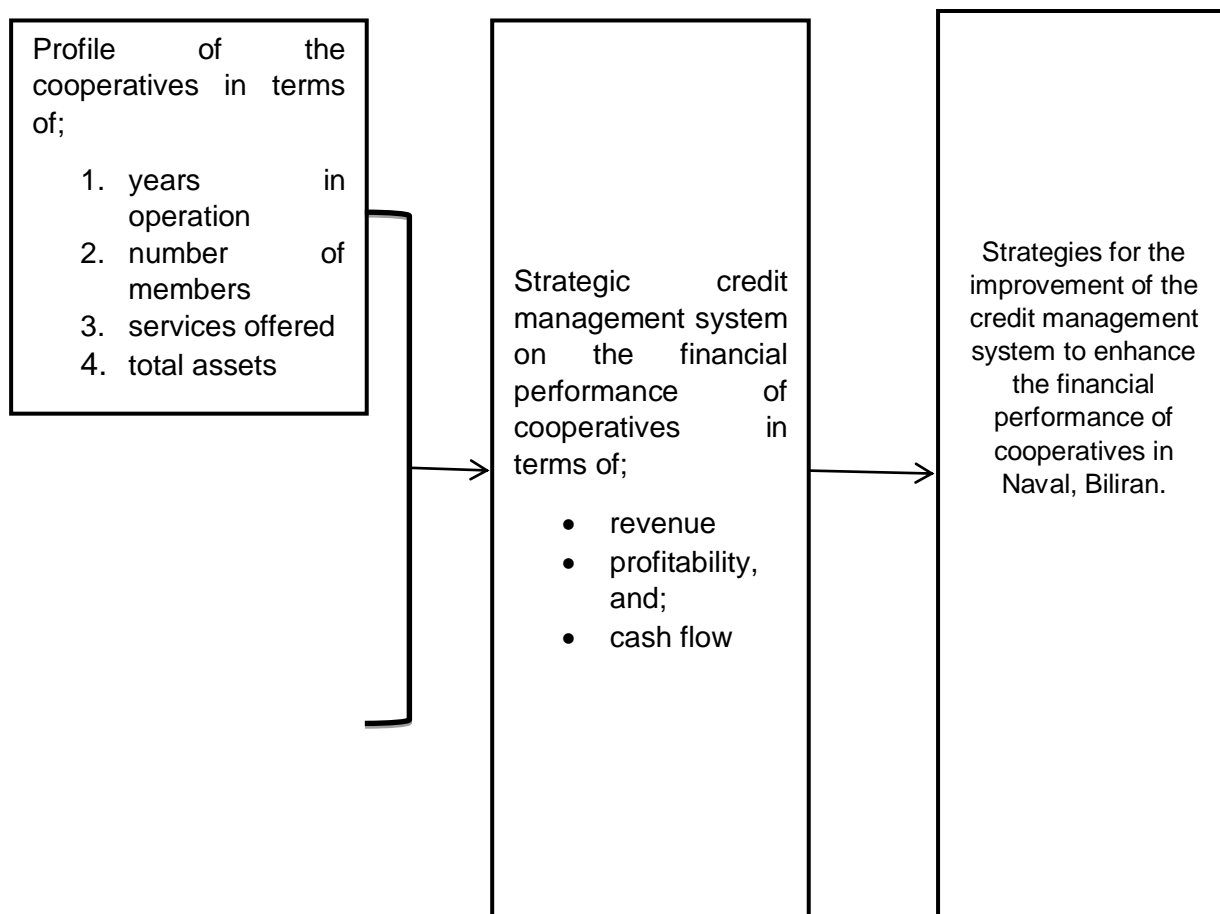 Profile of the
cooperatives in terms
of;
1. years in
operation
2. number of
members
3. services offered
4. total assets
Strategic credit
management system
on the financial
performance of
cooperatives in
terms of;
• revenue
• profitability,
and;
• cash flow
Strategies for the
improvement of the
credit management
system to enhance
the financial
performance of
cooperatives in
Naval, Biliran.